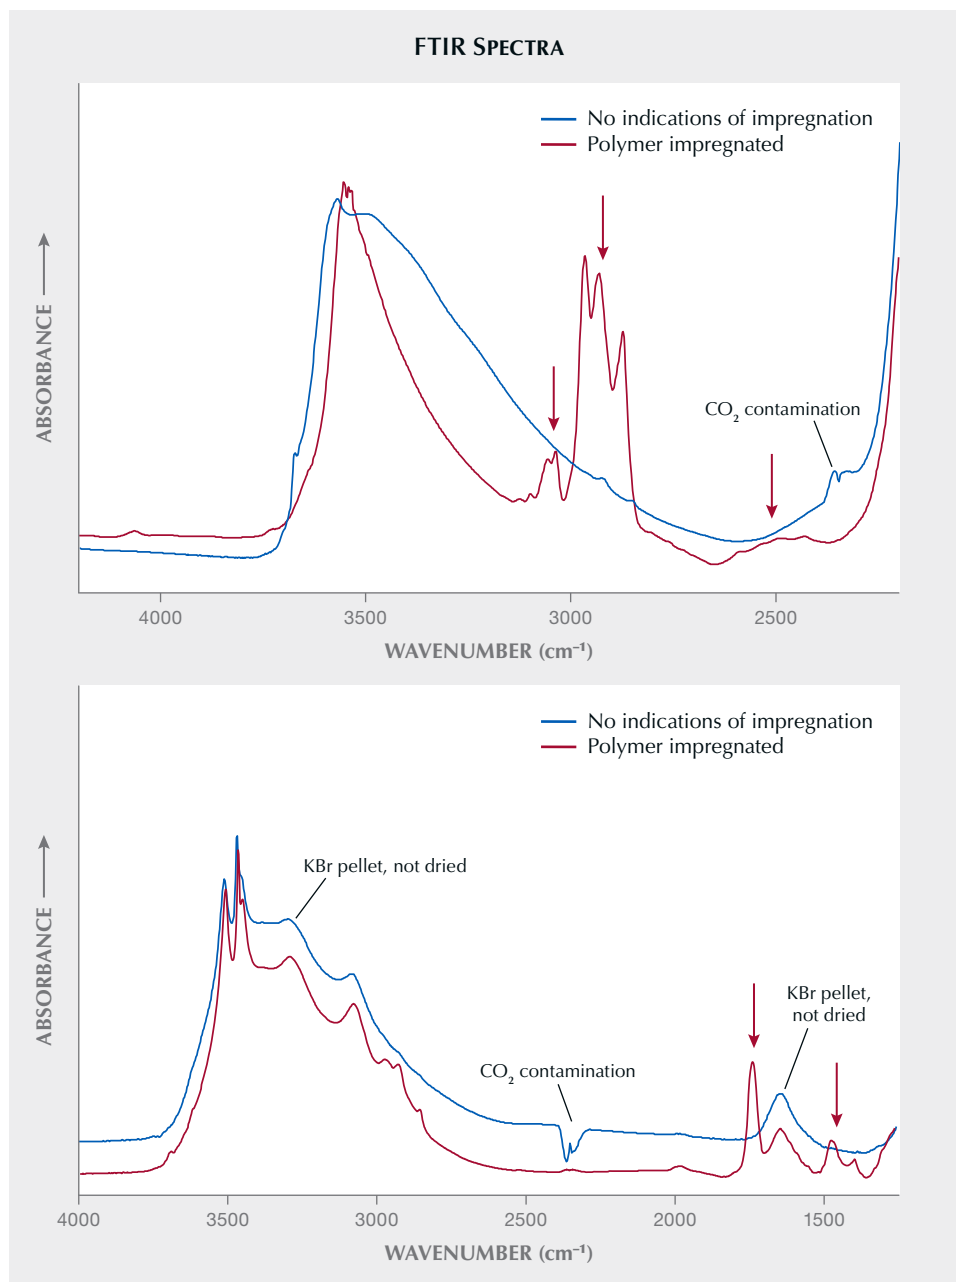 FTIR SPECTRA
No indications of impregnation
Polymer impregnated
CO₂ contamination
ABSORBANCE
4000 3500 3000 2500
WAVENUMBER (cm⁻¹)
No indications of impregnation
Polymer impregnated
KBr pellet, not dried
KBr pellet,
not dried
CO₂ contamination
ABSORBANCE
4000 3500 3000 2500 2000 1500
WAVENUMBER (cm⁻¹)